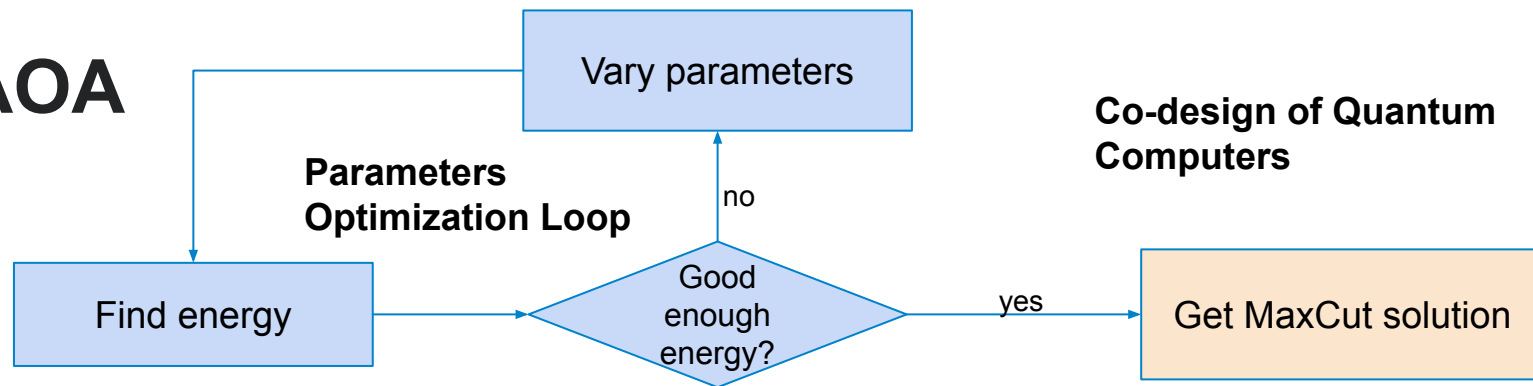 AOA
Vary parameters
Co-design of Quantum
Computers
Parameters
Optimization Loop
no
Find energy
Good
enough
energy?
yes
Get MaxCut solution